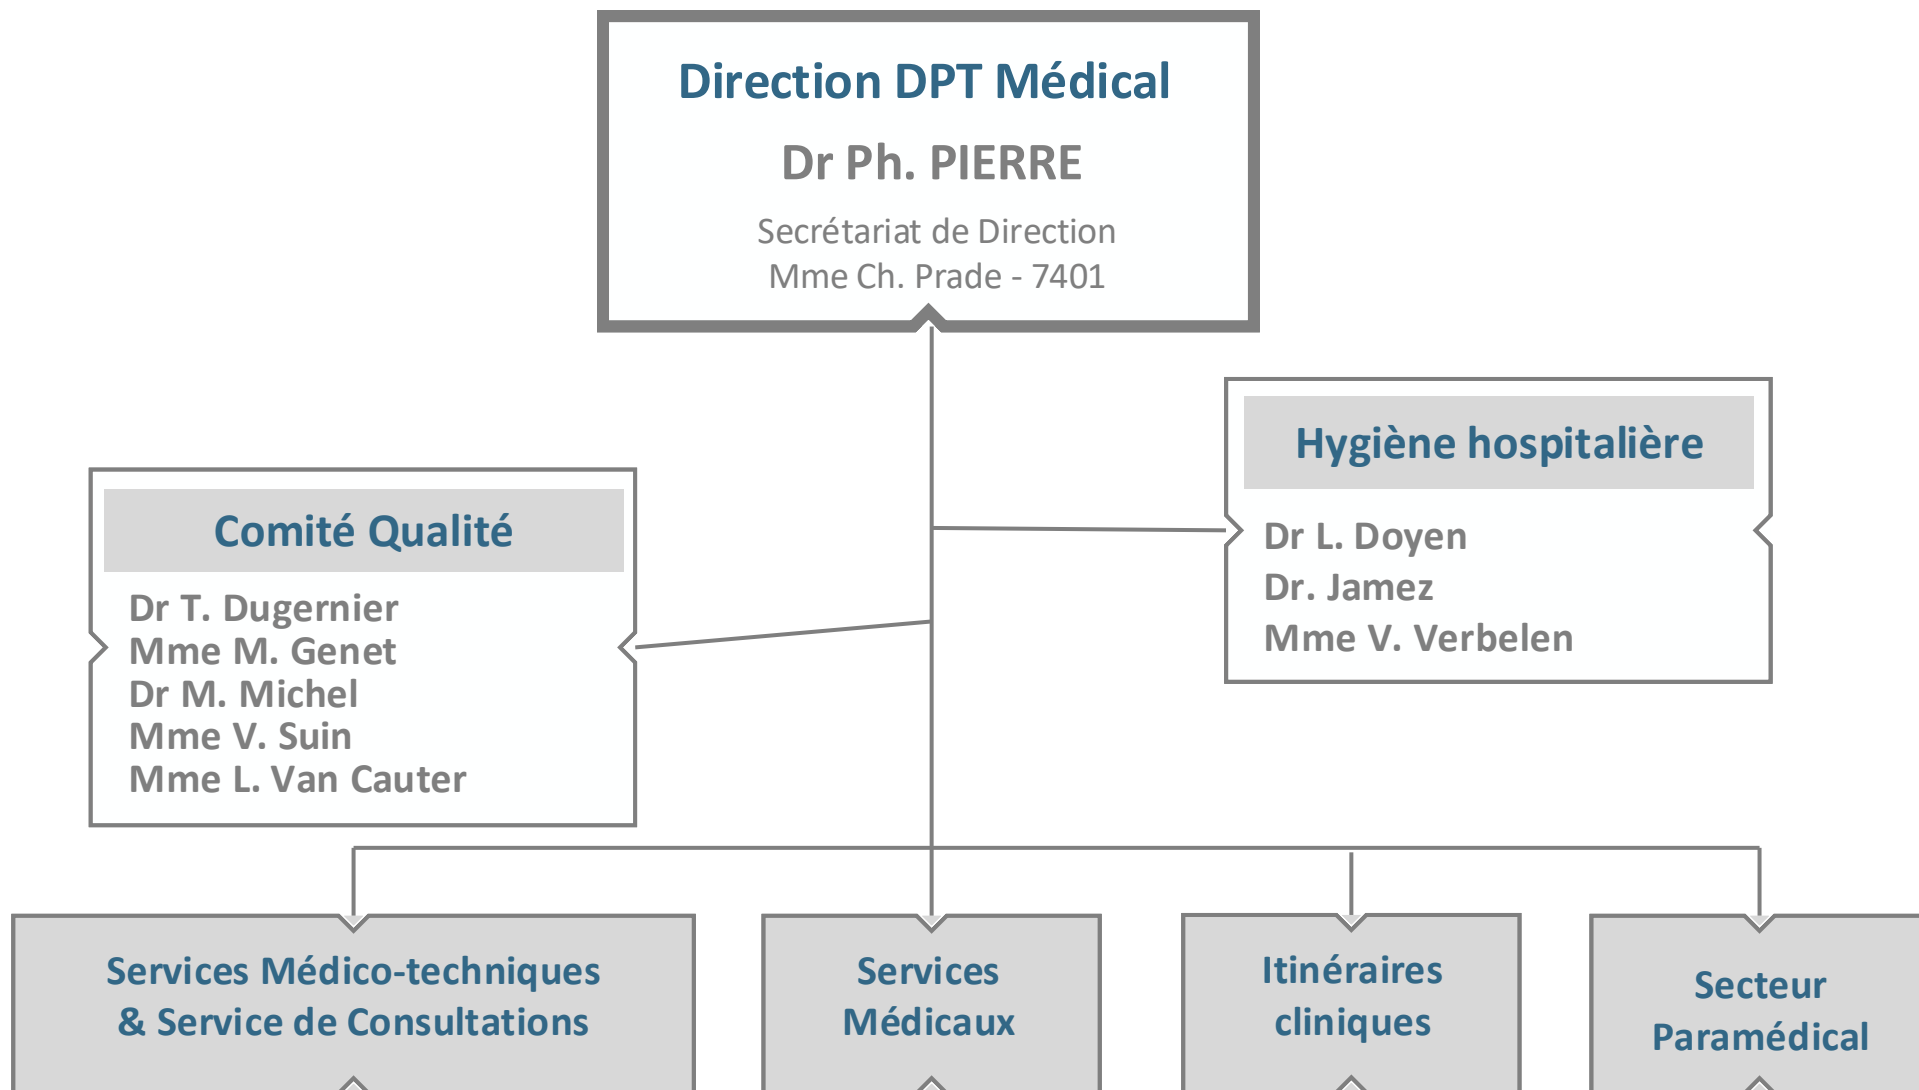 Direction DPT Médical
Dr Ph. PIERRE
Secrétariat de Direction
Mme Ch. Prade - 7401
Hygiène hospitalière
Dr L. Doyen
Dr. Jamez
Mme V. Verbelen
Comité Qualité
Dr T. Dugernier
Mme M. Genet
Dr M. Michel
Mme V. Suin
Mme L. Van Cauter
Services Médico-techniques
& Service de Consultations
Services
Médicaux
Itinéraires
cliniques
Secteur
Paramédical